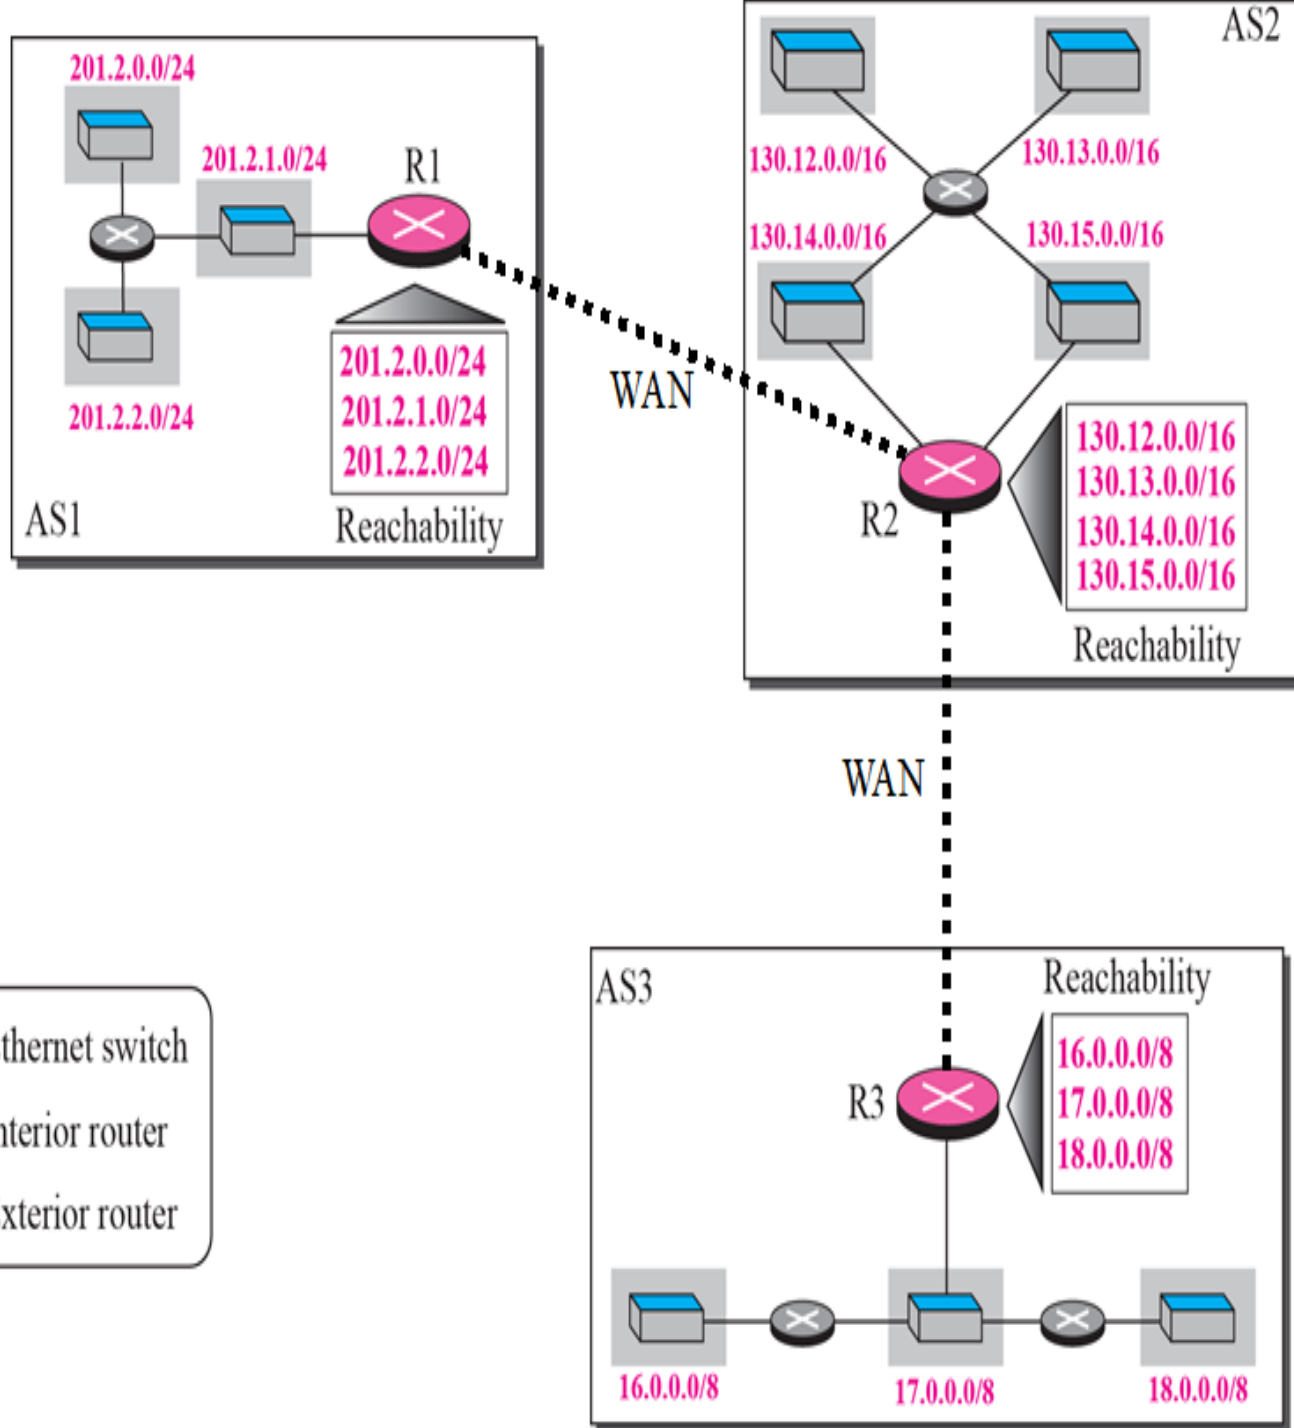 201.2.0.0/24
201.2.1.0/24
R1
201.2.0.0/24
201.2.1.0/24
201.2.2.0/24
Reachability
201.2.2.0/24
AS1
WAN
AS2
130.12.0.0/16
130.13.0.0/16
130.14.0.0/16
130.15.0.0/16
R2
130.12.0.0/16
130.13.0.0/16
130.14.0.0/16
130.15.0.0/16
Reachability
WAN
AS3
Reachability
R3
16.0.0.0/8
17.0.0.0/8
18.0.0.0/8
16.0.0.0/8
17.0.0.0/8
18.0.0.0/8
thernet switch
nterior router
xterior router